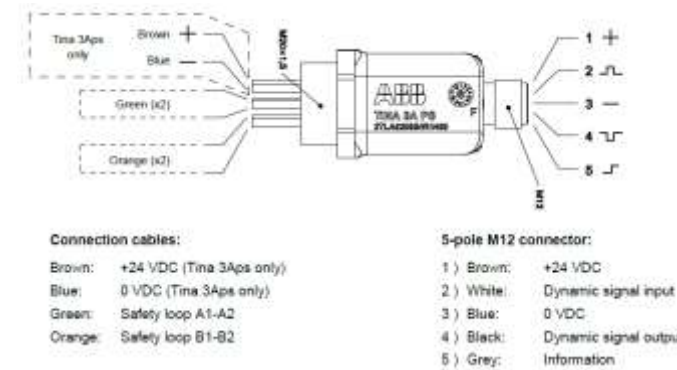 Tina 3Aps only
Brown +
Blue —
Green (x2)
Orange (x2)
M20x1,5
ABB
TINA 3A PS
M12
1 +
2
3 —
4
5
Connection cables:
Brown: +24 VDC (Tina 3Aps only)
Blue: 0 VDC (Tina 3Aps only)
Green: Safety loop A1-A2
Orange: Safety loop B1-B2
5-pole M12 connector:
1 ) Brown: +24 VDC
2 ) White: Dynamic signal input
3 ) Blue: 0 VDC
4 ) Black: Dynamic signal outpu
5 ) Grey: Information